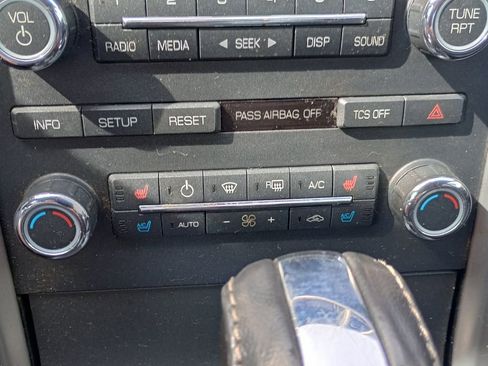 VOL
TUNE
RPT
RADIO MEDIA SEEK DISP SOUND
INFO SETUP RESET PASS AIRBAG OFF TCS OFF
R A/C
AUTO - +